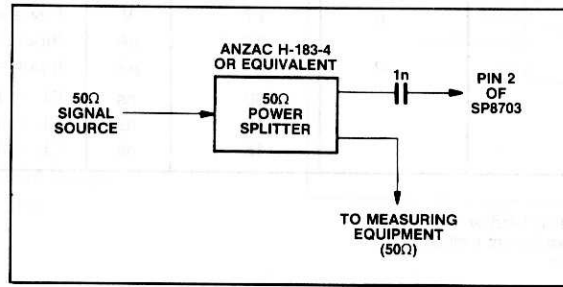 ANZAC H-183-4
OR EQUIVALENT
50Ω
SIGNAL
SOURCE
50Ω
POWER
SPLITTER
1n
PIN 2
OF
SP8703
TO MEASURING
EQUIPMENT
(50Ω)